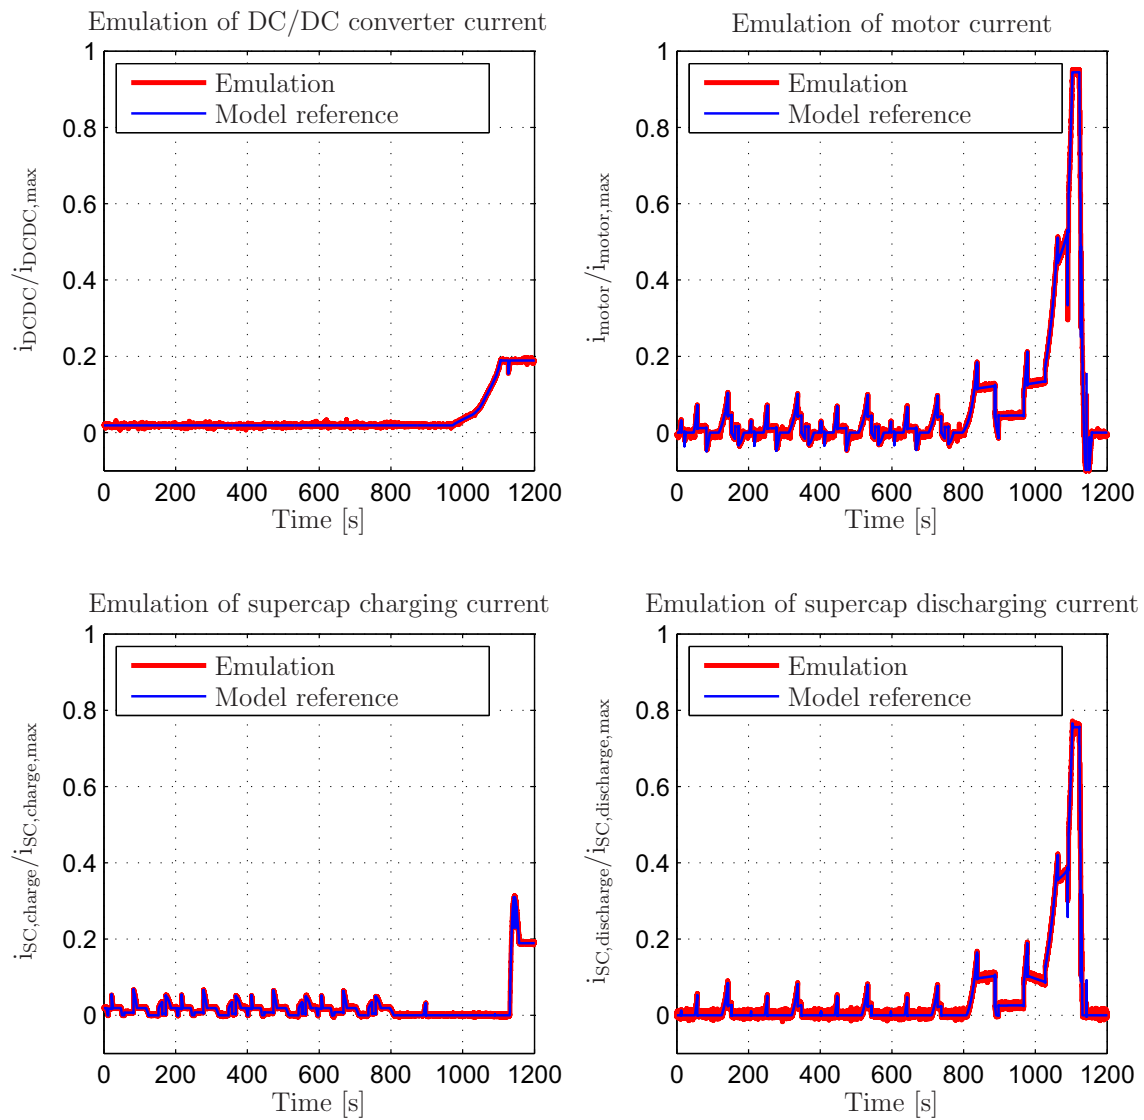 Emulation of DC/DC converter current
1
0.8
0.6
0.4
0.2
0
i_DCDC/i_DCDC,max
Emulation
Model reference
0 200 400 600 800 1000 1200
Time [s]
Emulation of motor current
1
0.8
0.6
0.4
0.2
0
i_motor/i_motor,max
Emulation
Model reference
0 200 400 600 800 1000 1200
Time [s]
Emulation of supercap charging current
1
0.8
0.6
0.4
0.2
0
i_SC,charge/i_SC,charge,max
Emulation
Model reference
0 200 400 600 800 1000 1200
Time [s]
Emulation of supercap discharging current
1
0.8
0.6
0.4
0.2
0
i_SC,discharge/i_SC,discharge,max
Emulation
Model reference
0 200 400 600 800 1000 1200
Time [s]